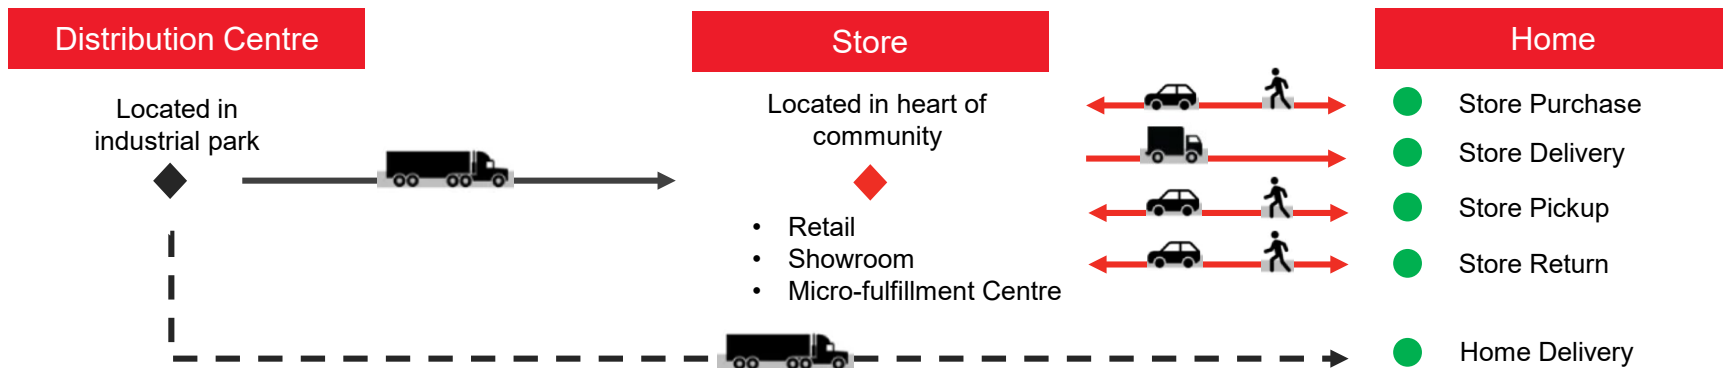 Distribution Centre
Store
Home
Located in
industrial park
Located in heart of
community
• Retail
• Showroom
• Micro-fulfillment Centre
Store Purchase
Store Delivery
Store Pickup
Store Return
Home Delivery